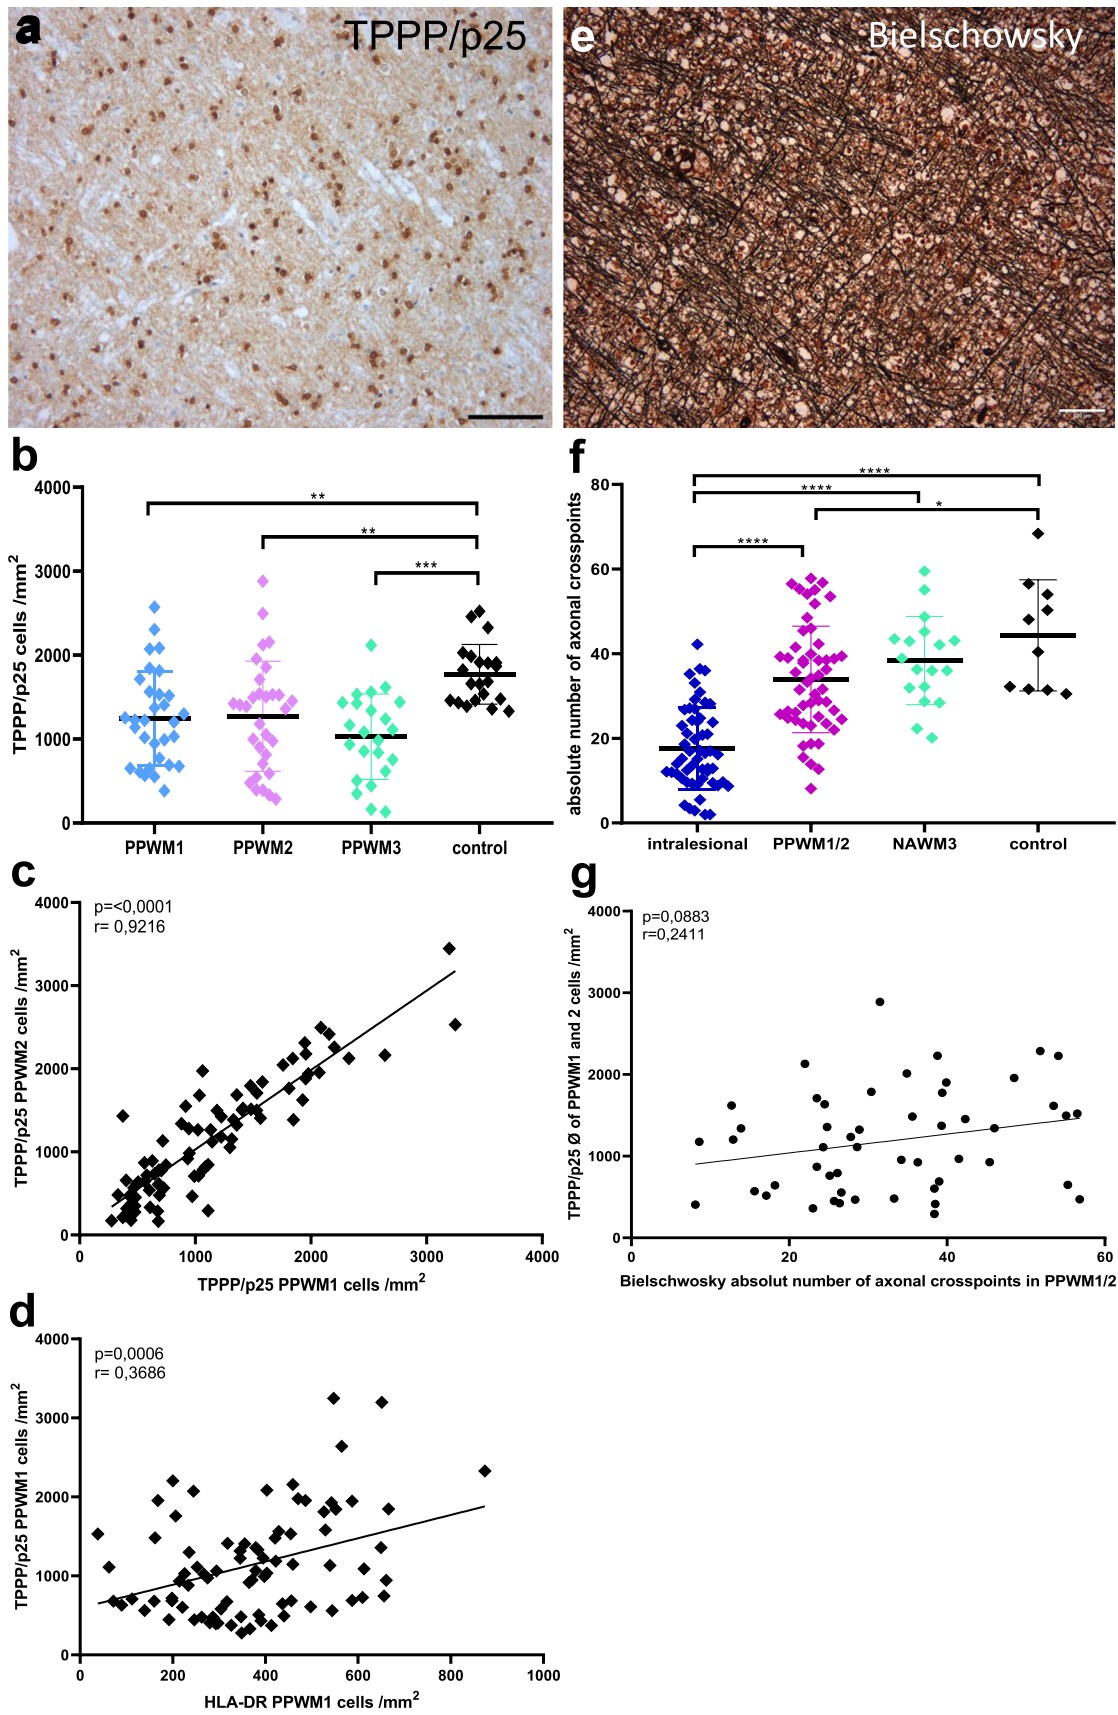 a
TPPP/p25
e
Bielschowsky
b
TPPP/p25 cells /mm2
4000
3000
2000
1000
0
**
**
***
PPWM1
PPWM2
PPWM3
control
f
absolute number of axonal crosspoints
80
60
40
20
0
****
****
*
****
intralesional
PPWM1/2
NAWM3
control
c
p=<0,0001
r= 0,9216
TPPP/p25 PPWM2 cells /mm2
4000
3000
2000
1000
0
0
1000
2000
3000
4000
TPPP/p25 PPWM1 cells /mm2
g
p=0,0883
r=0,2411
TPPP/p25 Ø of PPWM1 and 2 cells /mm2
4000
3000
2000
1000
0
0
20
40
60
Bielschwosky absolut number of axonal crosspoints in PPWM1/2
d
p=0,0006
r= 0,3686
TPPP/p25 PPWM1 cells /mm2
4000
3000
2000
1000
0
0
200
400
600
800
1000
HLA-DR PPWM1 cells /mm2